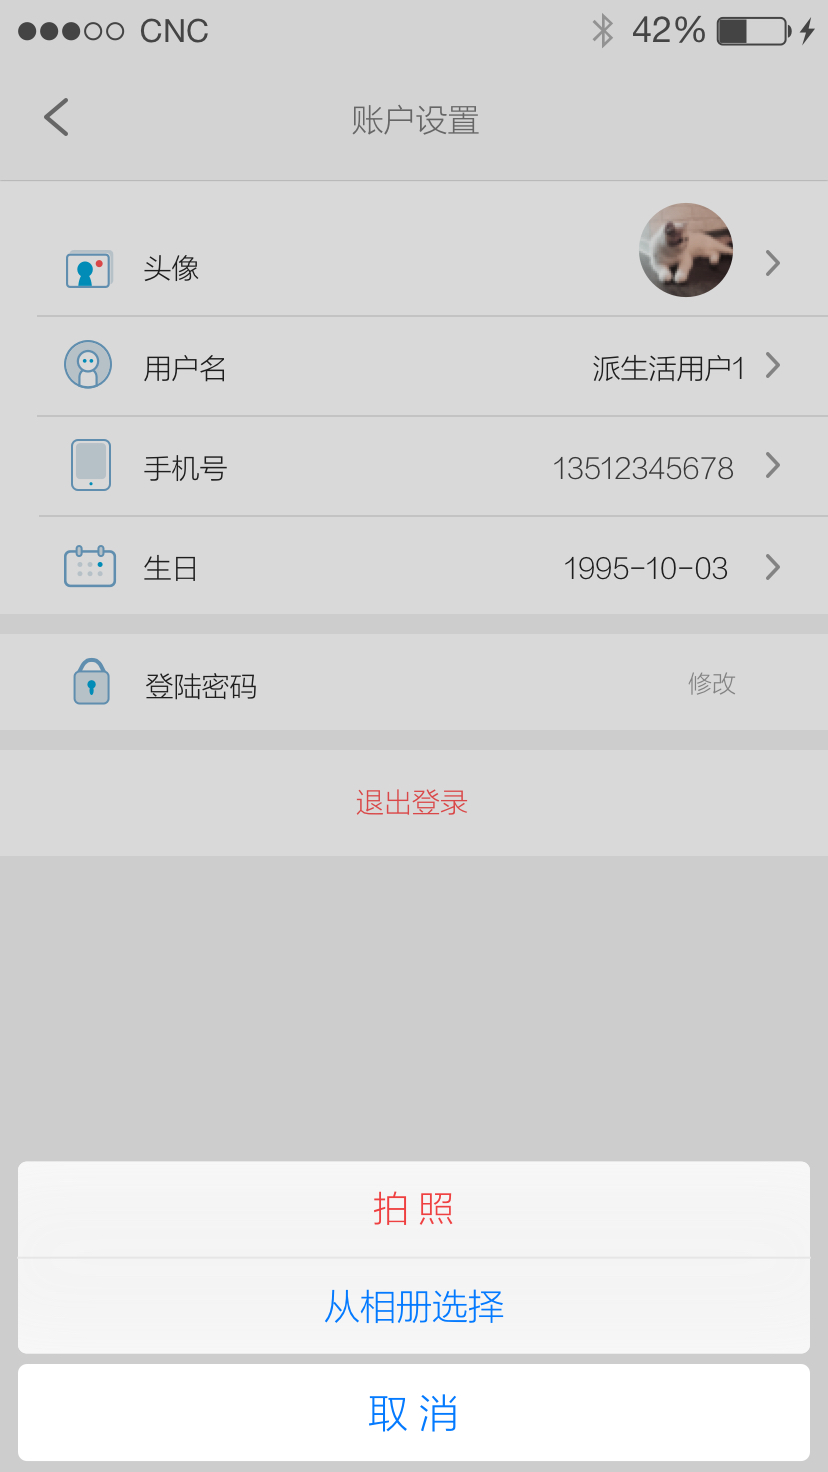 CNC 42%
账户设置
头像
用户名 派生活用户1
手机号 13512345678
生日 1995-10-03
登陆密码 修改
退出登录
拍照
从相册选择
取消